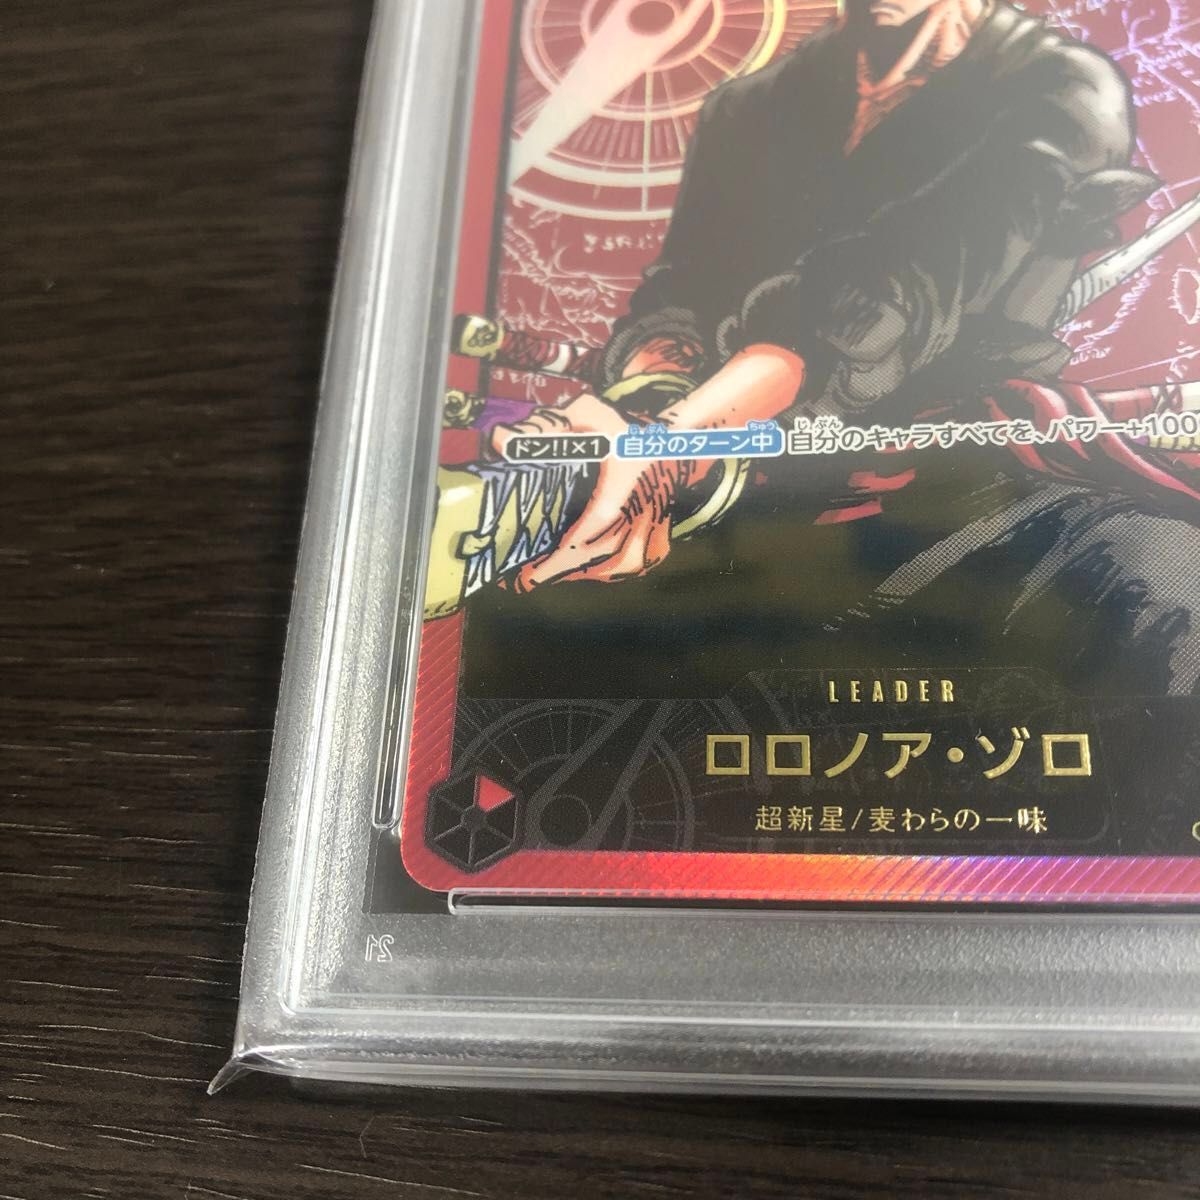 ドン!!×1 自分のターン中 自分のキャラすべてを、パワー+100
LEADER
ロロノア・ゾロ
超新星/麦わらの一味
21